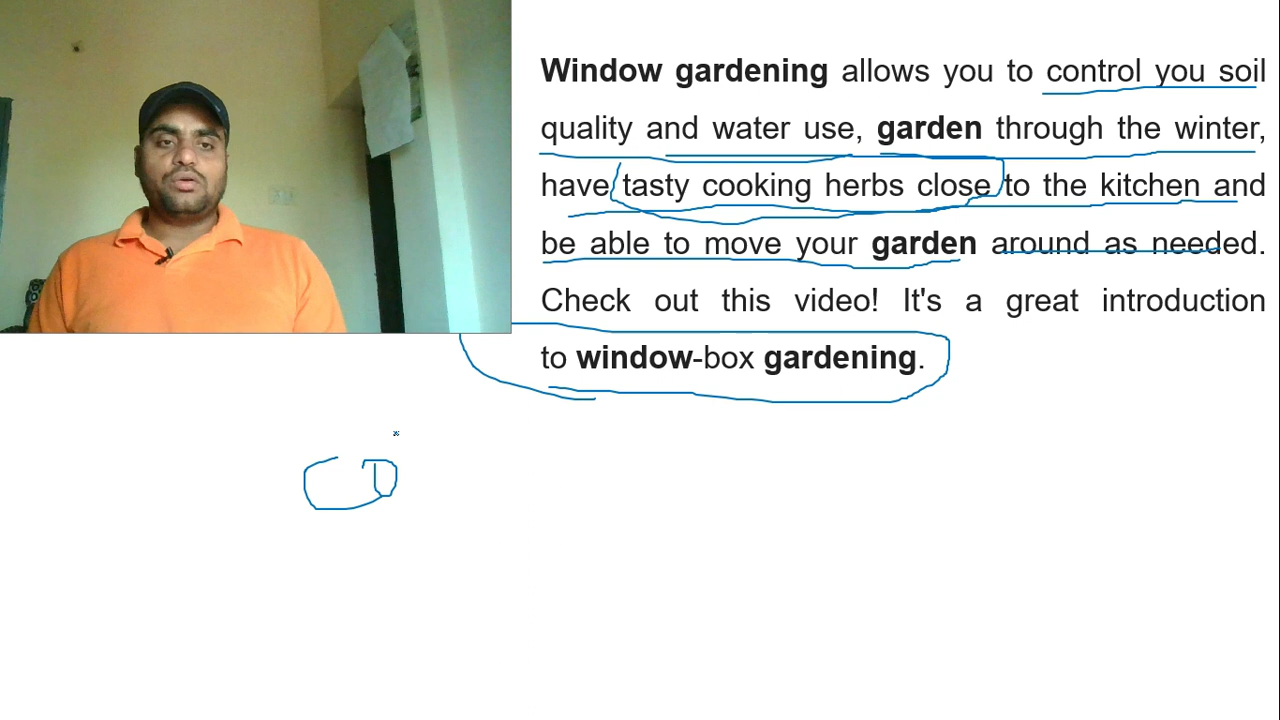 Window gardening allows you to control you soil
quality and water use, garden through the winter,
have tasty cooking herbs close to the kitchen and
be able to move your garden around as needed.
Check out this video! It's a great introduction
to window-box gardening.